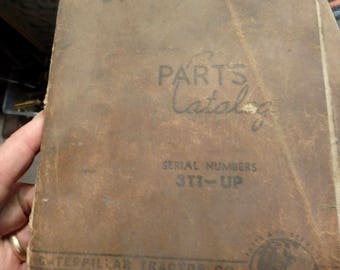 PARTS
Catalog
SERIAL NUMBERS
3T1-UP
CATERPILLAR TRACTOR CO.